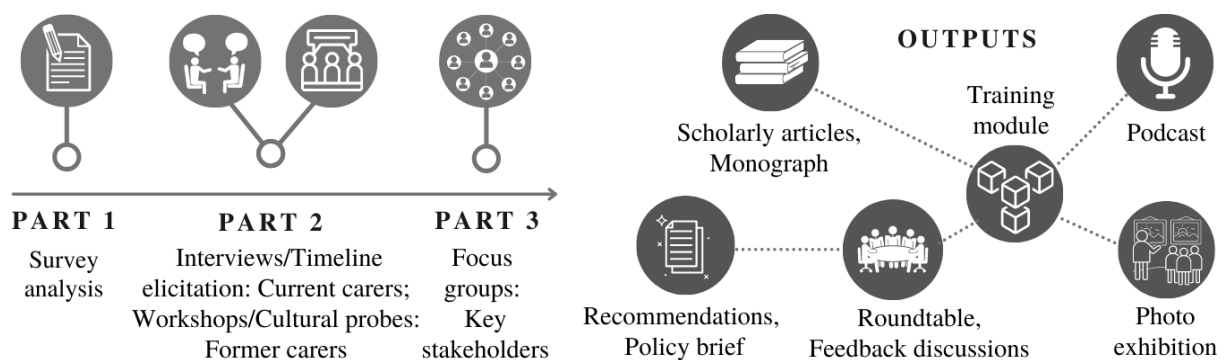 PART 1
Survey
analysis
PART 2
Interviews/Timeline
elicitation: Current carers;
Workshops/Cultural probes:
Former carers
PART 3
Focus
groups:
Key
stakeholders
OUTPUTS
Scholarly articles,
Monograph
Training
module
Podcast
Recommendations,
Policy brief
Roundtable,
Feedback discussions
Photo
exhibition